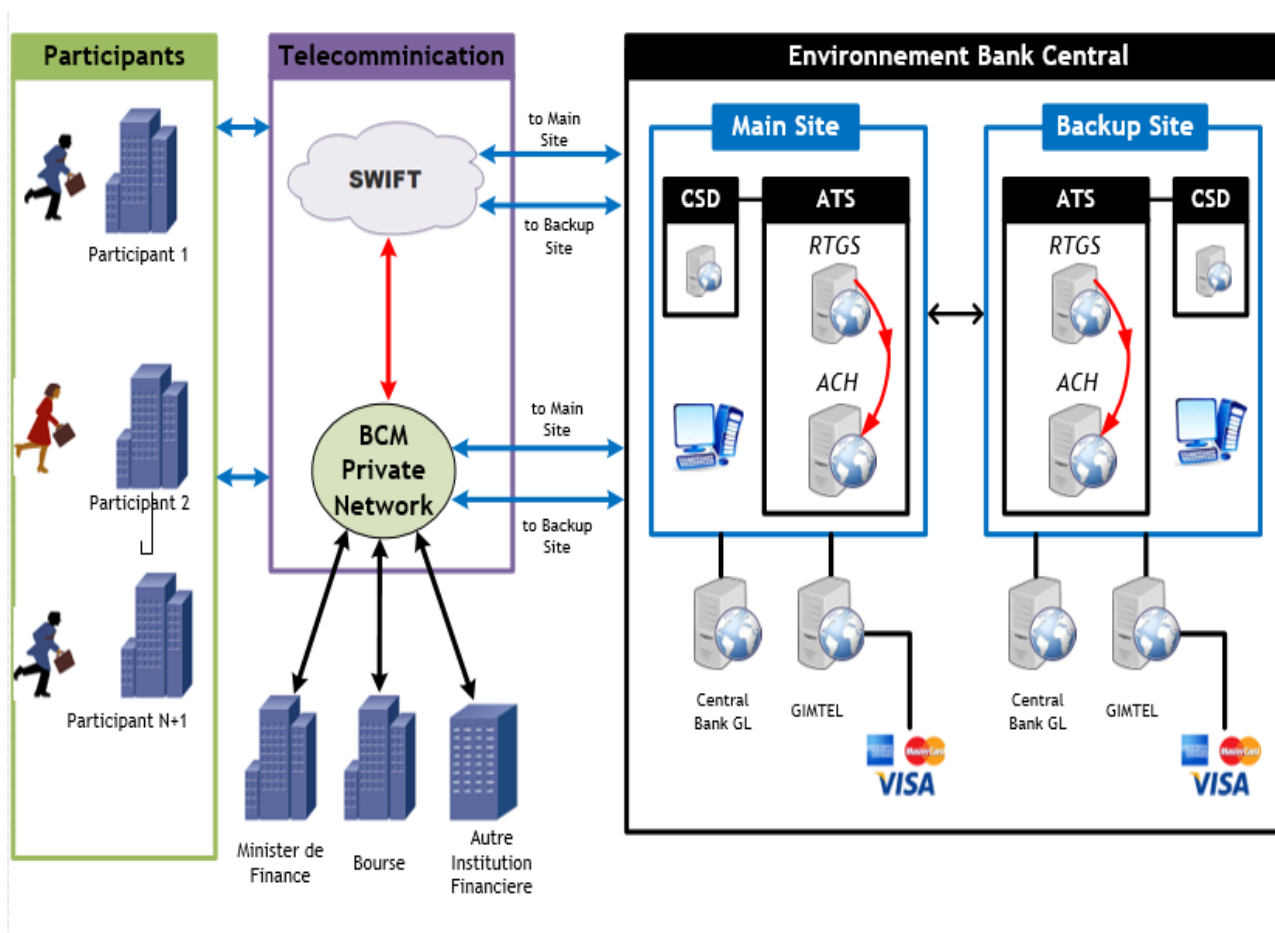 Participants
Participant 1
Participant 2
Participant N+1
Telecomminication
SWIFT
BCM
Private
Network
to Main
Site
to Backup
Site
to Main
Site
to Backup
Site
Minister de
Finance
Bourse
Autre
Institution
Financiere
Environnement Bank Central
Main Site
CSD
ATS
RTGS
ACH
Central
Bank GL
GIMTEL
MasterCard
VISA
Backup Site
ATS
CSD
RTGS
ACH
Central
Bank GL
GIMTEL
MasterCard
VISA